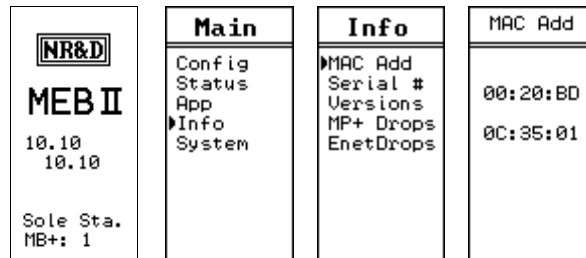 NR&D
MEB II
10.10
10.10
Sole Sta.
MB+: 1
Main
Config
Status
App
Info
System
Info
MAC Add
Serial #
Versions
MP+ Drops
EnetDrops
MAC Add
00:20:BD
0C:35:01